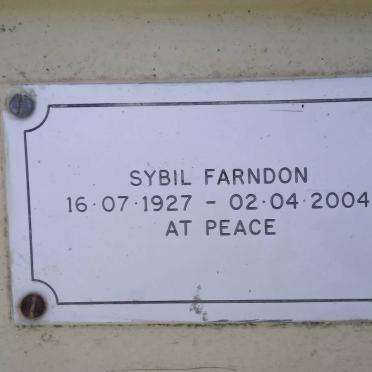 SYBIL FARNDON
16·07·1927 - 02·04·2004
AT PEACE